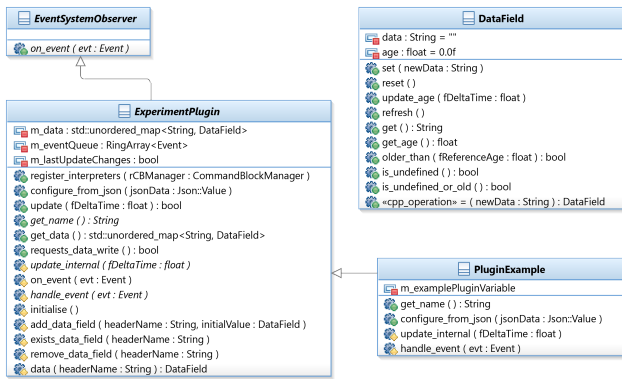 EventSystemObserver
on_event ( evt : Event )
ExperimentPlugin
m_data : std::unordered_map<String, DataField>
m_eventQueue : RingArray<Event>
m_lastUpdateChanges : bool
register_interpreters ( rCBManager : CommandBlockManager )
configure_from_json ( jsonData : Json::Value )
update ( fDeltaTime : float ) : bool
get_name ( ) : String
get_data ( ) : std::unordered_map<String, DataField>
requests_data_write ( ) : bool
update_internal ( fDeltaTime : float )
on_event ( evt : Event )
handle_event ( evt : Event )
initialise ( )
add_data_field ( headerName : String, initialValue : DataField )
exists_data_field ( headerName : String )
remove_data_field ( headerName : String )
data ( headerName : String ) : DataField
DataField
data : String = ""
age : float = 0.0f
set ( newData : String )
reset ( )
update_age ( fDeltaTime : float )
refresh ( )
get ( ) : String
get_age ( ) : float
older_than ( fReferenceAge : float ) : bool
is_undefined ( ) : bool
is_undefined_or_old ( ) : bool
«cpp_operation» = ( newData : String ) : DataField
PluginExample
m_examplePluginVariable
get_name ( ) : String
configure_from_json ( jsonData : Json::Value )
update_internal ( fDeltaTime : float )
handle_event ( evt : Event )